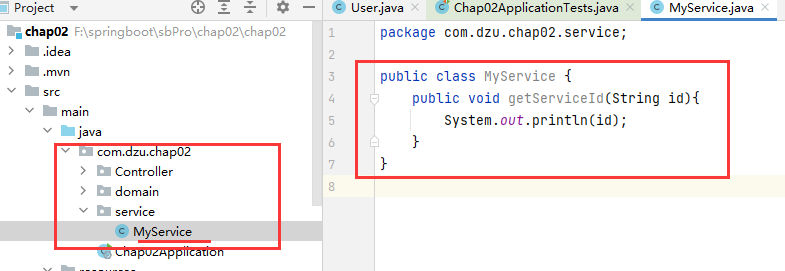 Project
User.java
Chap02ApplicationTests.java
MyService.java
chap02 F:\springboot\sbPro\chap02\chap02
.idea
.mvn
src
main
java
com.dzu.chap02
Controller
domain
service
MyService
Chap02Application
resources
1 package com.dzu.chap02.service;
2
3 public class MyService {
4 public void getServiceId(String id){
5 System.out.println(id);
6 }
7 }
8